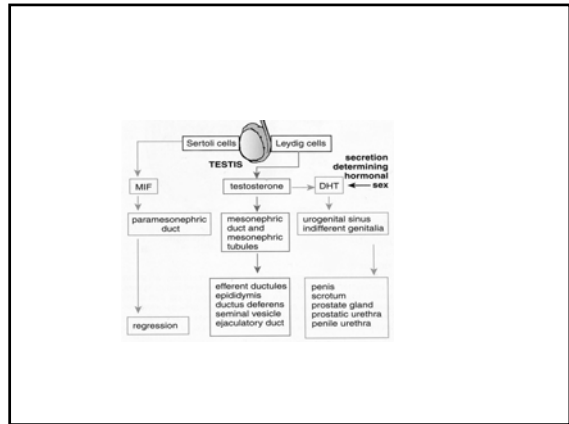 Sertoli cells
Leydig cells
TESTIS
secretion
determining
hormonal
sex
MIF
testosterone
DHT
paramesonephric
duct
mesonephric
duct and
mesonephric
tubules
urogenital sinus
indifferent genitalia
regression
efferent ductules
epididymis
ductus deferens
seminal vesicle
ejaculatory duct
penis
scrotum
prostate gland
prostatic urethra
penile urethra